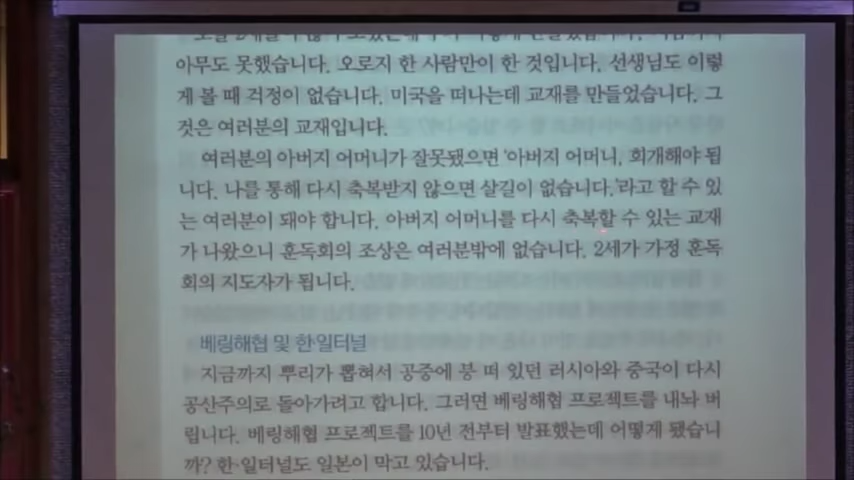 아무도 못했습니다. 오로지 한 사람만이 한 것입니다. 선생님도 이렇
게 볼 때 걱정이 없습니다. 미국을 떠나는데 교재를 만들었습니다. 그
것은 여러분의 교재입니다.
여러분의 아버지 어머니가 잘못됐으면 '아버지 어머니, 회개해야 됩
니다. 나를 통해 다시 축복받지 않으면 살길이 없습니다.'라고 할 수 있
는 여러분이 돼야 합니다. 아버지 어머니를 다시 축복할 수 있는 교재
가 나왔으니 훈독회의 조상은 여러분밖에 없습니다. 2세가 가정 훈독
회의 지도자가 됩니다.
베링해협 및 한·일터널
지금까지 뿌리가 뽑혀서 공중에 붕 떠 있던 러시아와 중국이 다시
공산주의로 돌아가려고 합니다. 그러면 베링해협 프로젝트를 내놔 버
립니다. 베링해협 프로젝트를 10년 전부터 발표했는데 어떻게 됐습니
까? 한·일터널도 일본이 막고 있습니다.